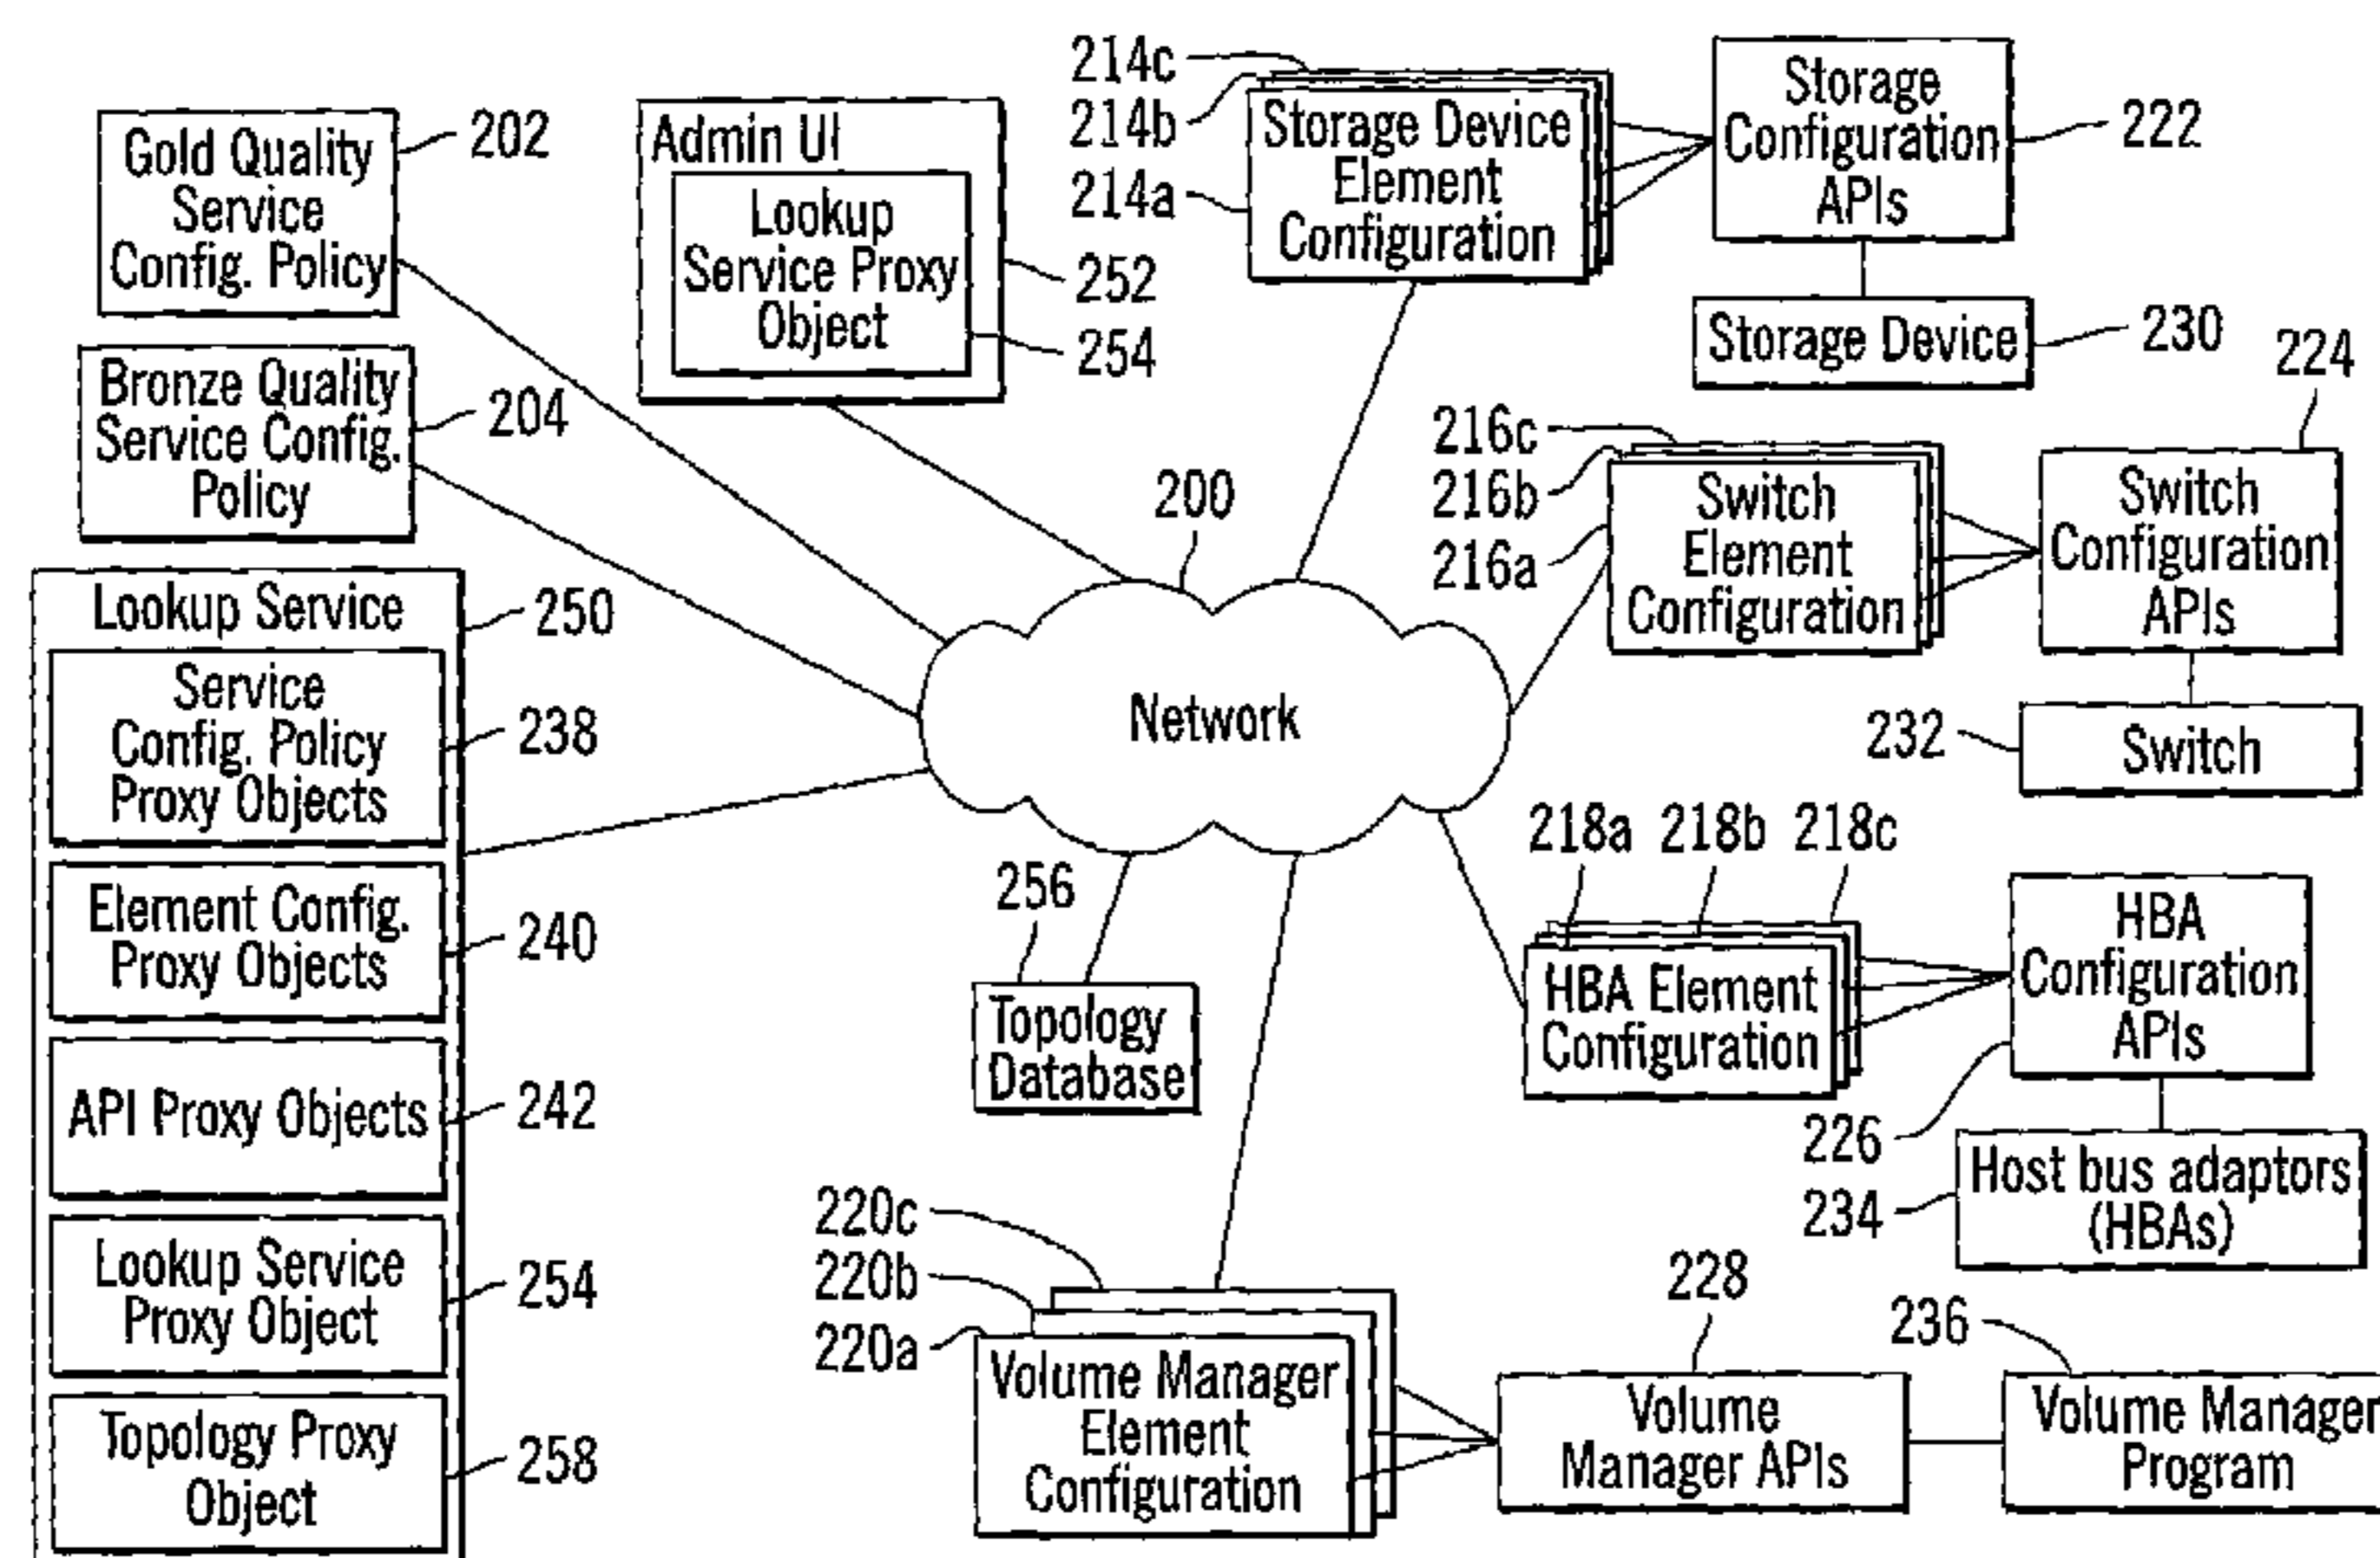 Gold Quality
Service
Config. Policy
202
Bronze Quality
Service Config.
Policy
204
Admin UI
Lookup
Service Proxy
Object
252
254
214c
214b
214a
Storage Device
Element
Configuration
Storage
Configuration
APIs
222
Storage Device
230
216c
216b
216a
Switch
Element
Configuration
224
Switch
Configuration
APIs
232
Switch
200
Network
Lookup Service
250
Service
Config. Policy
Proxy Objects
238
Element Config.
Proxy Objects
240
API Proxy Objects
242
Lookup Service
Proxy Object
254
Topology Proxy
Object
258
256
Topology
Database
218a 218b 218c
HBA Element
Configuration
HBA
Configuration
APIs
226
Host bus adaptors
(HBAs)
234
220c
220b
220a
Volume Manager
Element
Configuration
228
Volume
Manager APIs
236
Volume Manager
Program